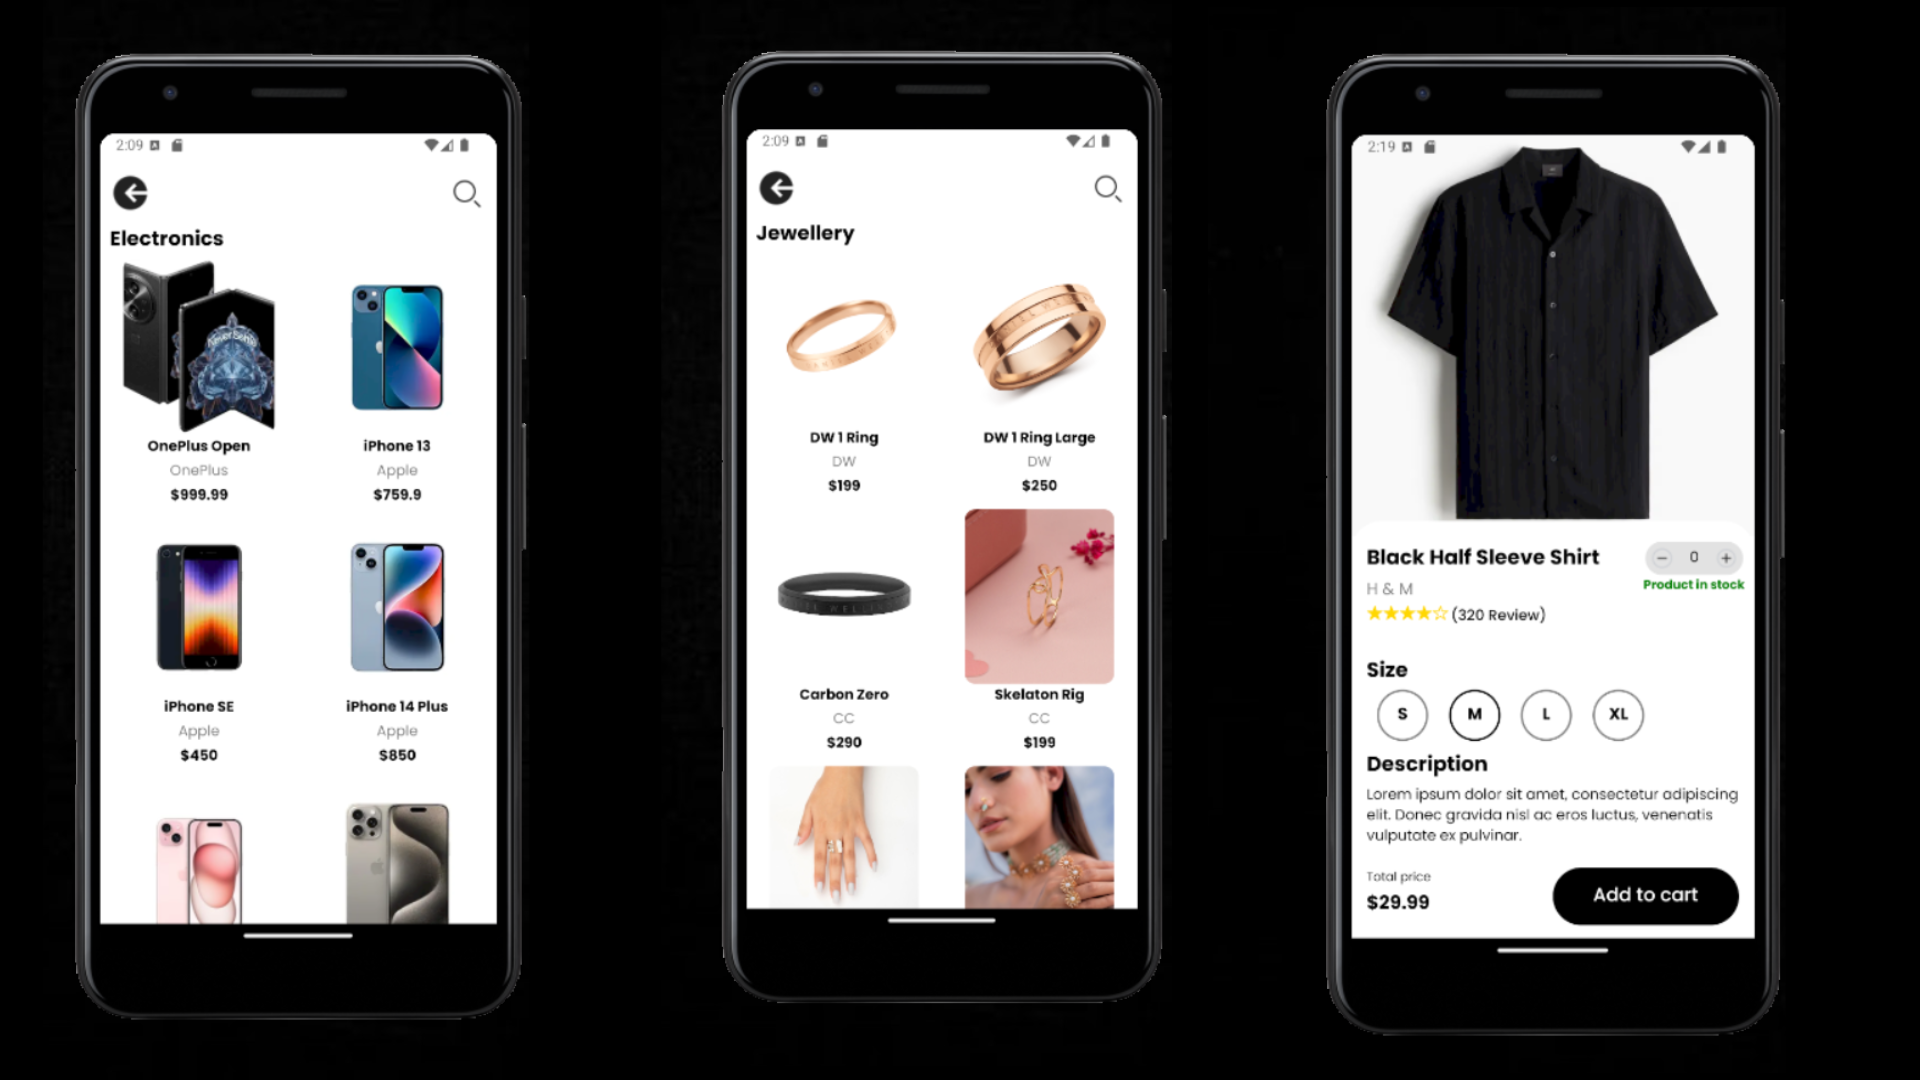 2:09
Electronics
Never Settle
OnePlus Open
OnePlus
$999.99
iPhone 13
Apple
$759.9
iPhone SE
Apple
$450
iPhone 14 Plus
Apple
$850
2:09
Jewellery
DW 1 Ring
DW
$199
DW 1 Ring Large
DW
$250
Carbon Zero
CC
$290
Skelaton Rig
CC
$199
2:19
Black Half Sleeve Shirt
− 0 +
H & M
Product in stock
★★★★☆ (320 Review)
Size
S M L XL
Description
Lorem ipsum dolor sit amet, consectetur adipiscing
elit. Donec gravida nisl ac eros luctus, venenatis
vulputate ex pulvinar.
Total price
$29.99
Add to cart